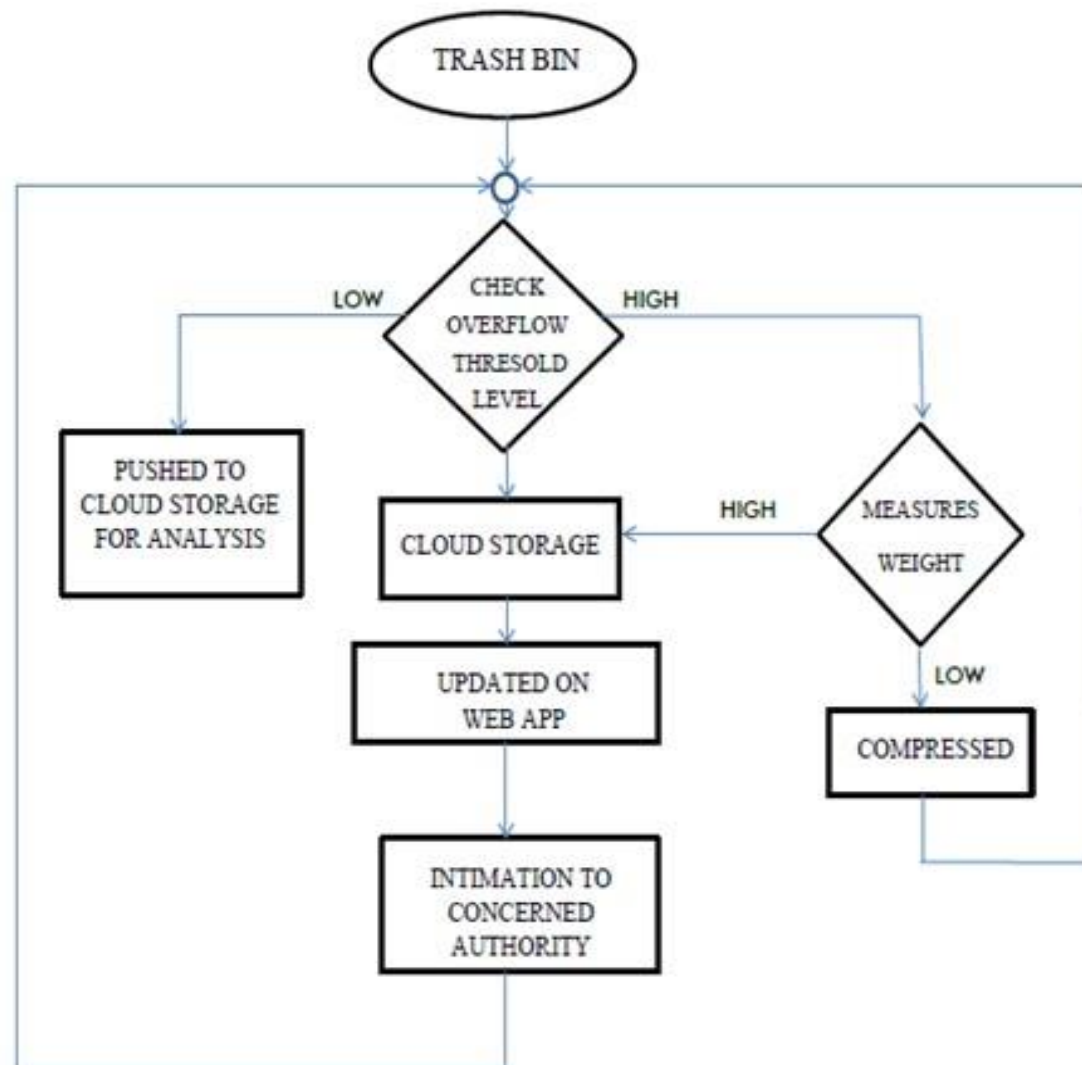 TRASH BIN
LOW
CHECK
OVERFLOW
THRESOLD
LEVEL
HIGH
PUSHED TO
CLOUD STORAGE
FOR ANALYSIS
CLOUD STORAGE
HIGH
MEASURES
WEIGHT
LOW
UPDATED ON
WEB APP
COMPRESSED
INTIMATION TO
CONCERNED
AUTHORITY